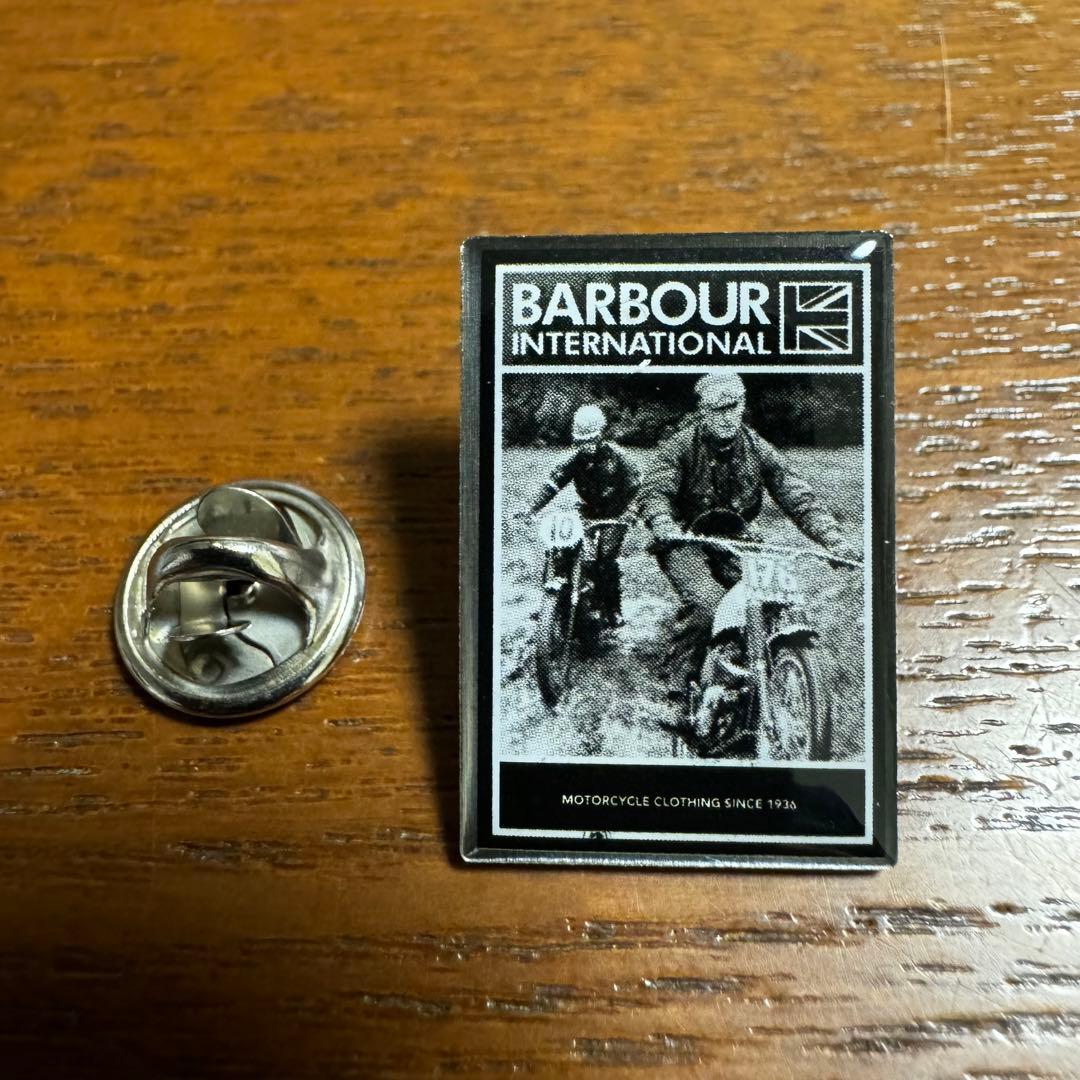 BARBOUR
INTERNATIONAL
10
176
MOTORCYCLE CLOTHING SINCE 1936